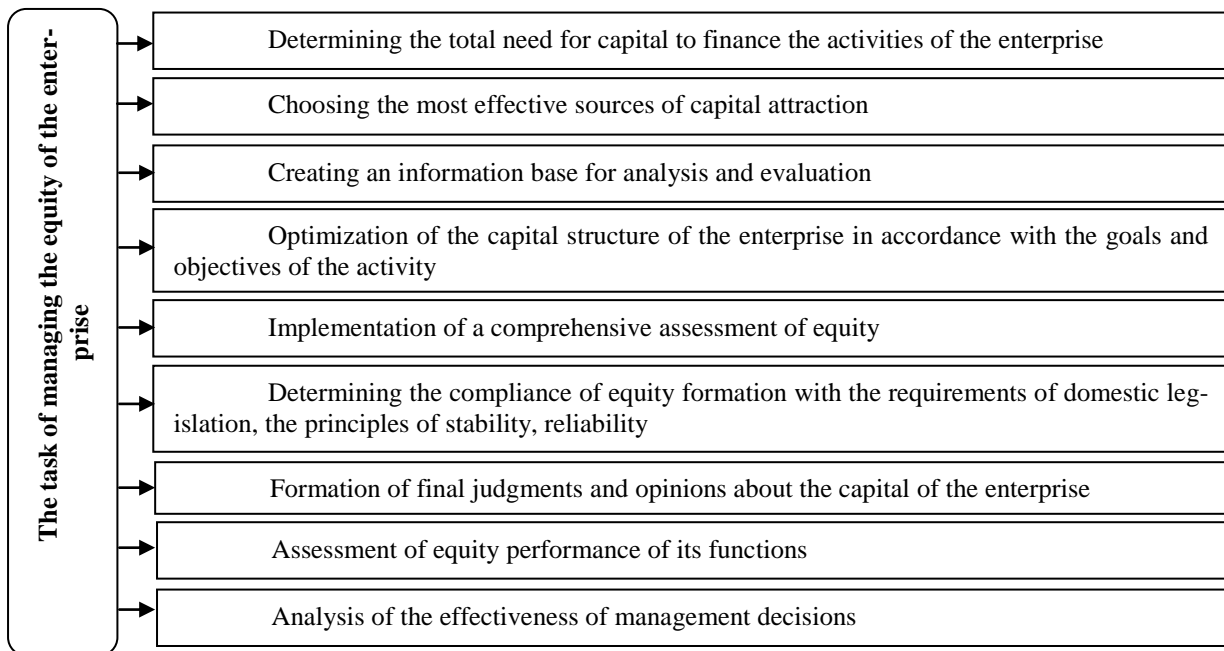 The task of managing the equity of the enter-
prise
Determining the total need for capital to finance the activities of the enterprise
Choosing the most effective sources of capital attraction
Creating an information base for analysis and evaluation
Optimization of the capital structure of the enterprise in accordance with the goals and
objectives of the activity
Implementation of a comprehensive assessment of equity
Determining the compliance of equity formation with the requirements of domestic leg-
islation, the principles of stability, reliability
Formation of final judgments and opinions about the capital of the enterprise
Assessment of equity performance of its functions
Analysis of the effectiveness of management decisions